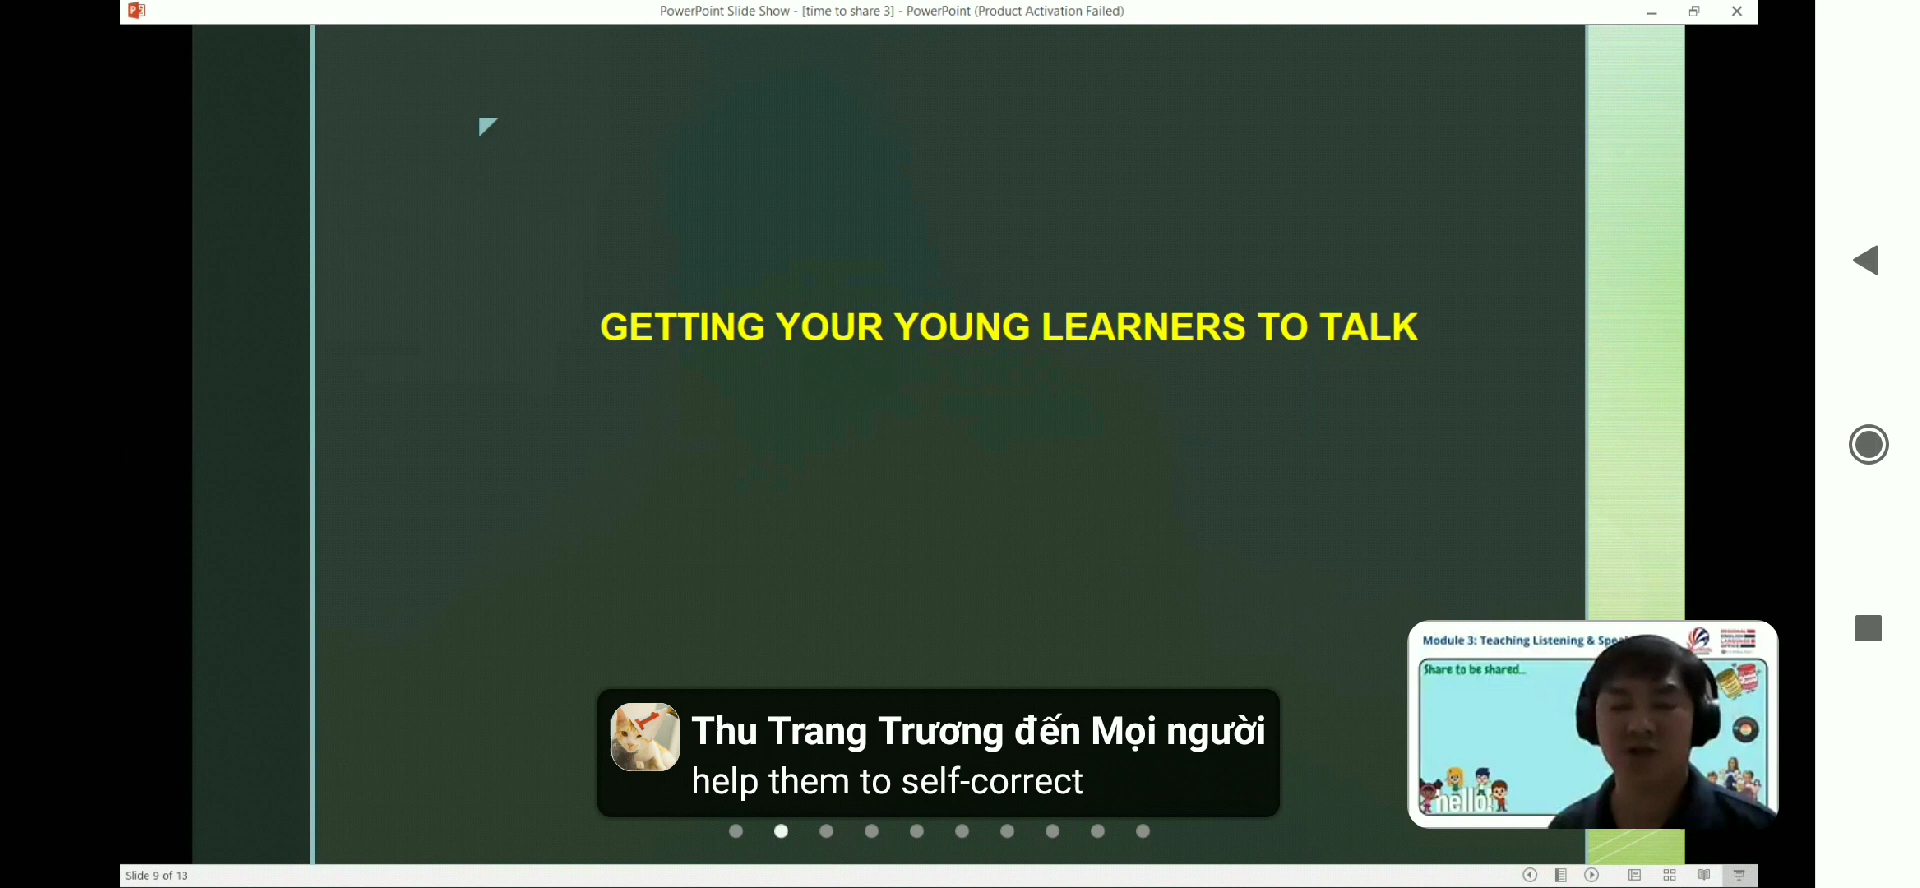 PowerPoint Slide Show - [time to share 3] - PowerPoint (Product Activation Failed)
GETTING YOUR YOUNG LEARNERS TO TALK
Module 3: Teaching Listening &
Share to be shared...
hello!
Thu Trang Trương đến Mọi người
help them to self-correct
Slide 9 of 13